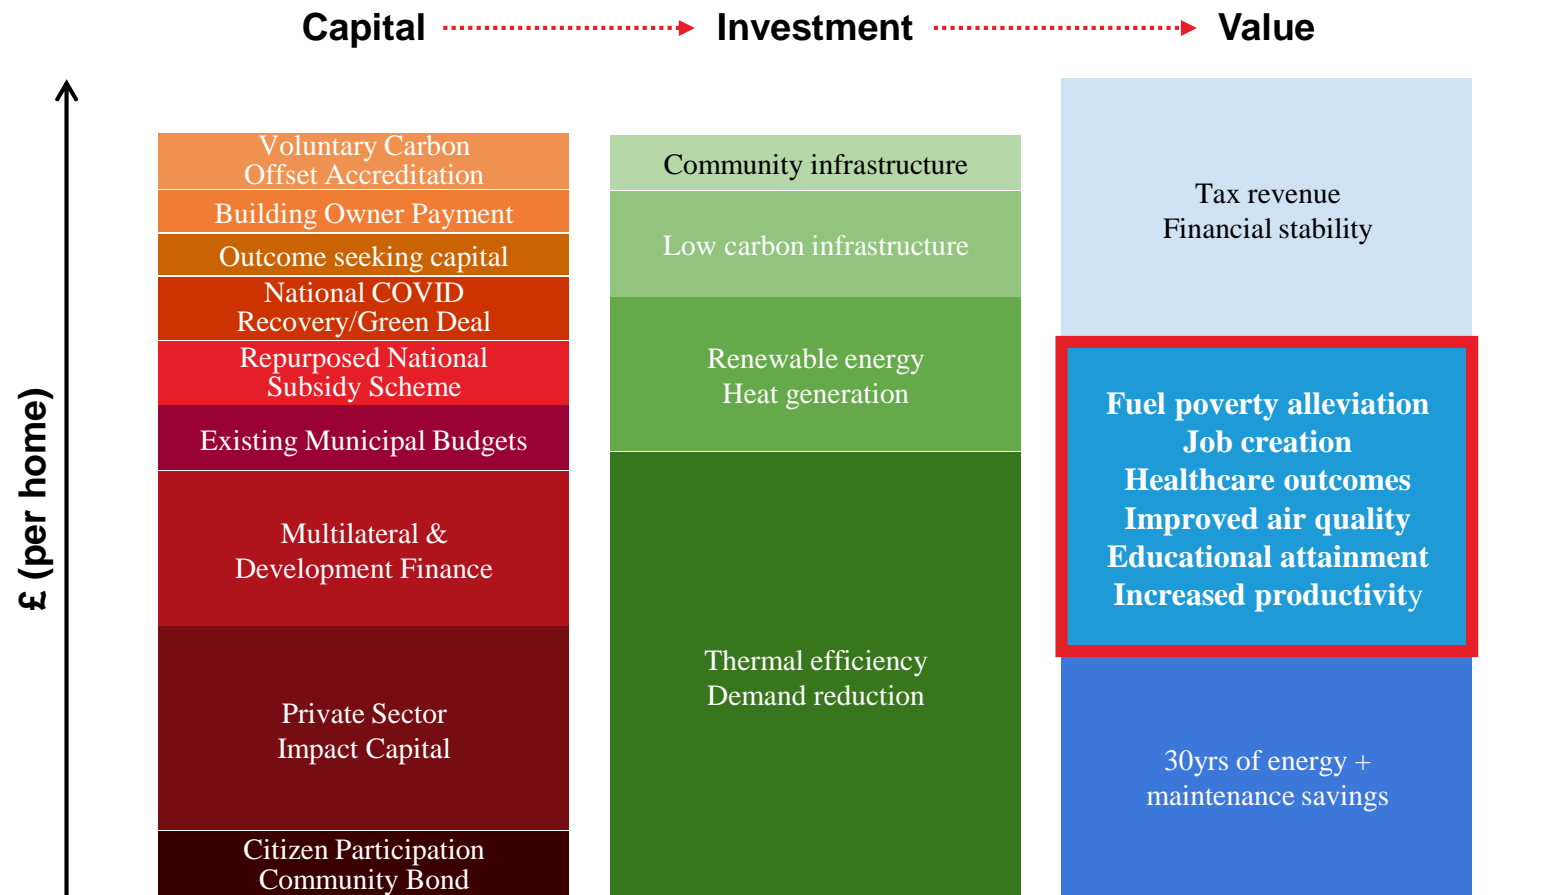 Capital
Investment
Value
£ (per home)
Voluntary Carbon
Offset Accreditation
Building Owner Payment
Outcome seeking capital
National COVID
Recovery/Green Deal
Repurposed National
Subsidy Scheme
Existing Municipal Budgets
Multilateral &
Development Finance
Private Sector
Impact Capital
Citizen Participation
Community Bond
Community infrastructure
Low carbon infrastructure
Renewable energy
Heat generation
Thermal efficiency
Demand reduction
Tax revenue
Financial stability
Fuel poverty alleviation
Job creation
Healthcare outcomes
Improved air quality
Educational attainment
Increased productivity
30yrs of energy +
maintenance savings